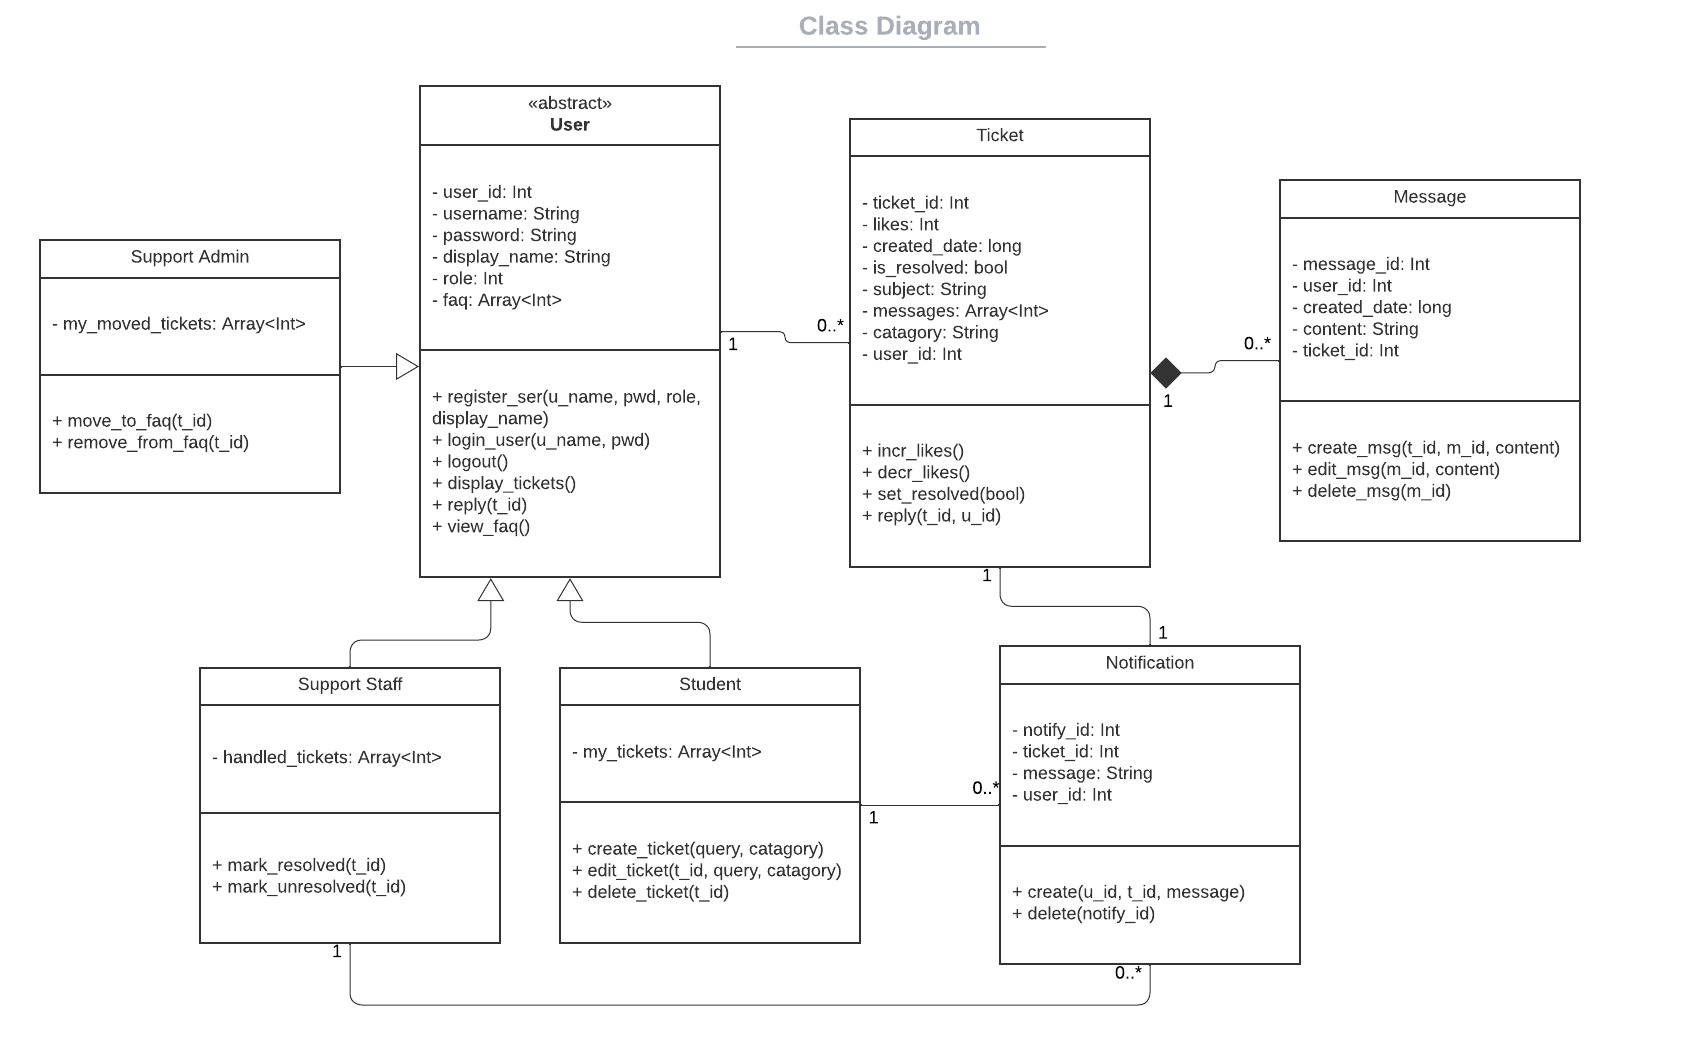 Class Diagram
«abstract»
User
- user_id: Int
- username: String
- password: String
- display_name: String
- role: Int
- faq: Array<Int>
+ register_ser(u_name, pwd, role,
display_name)
+ login_user(u_name, pwd)
+ logout()
+ display_tickets()
+ reply(t_id)
+ view_faq()
Support Admin
- my_moved_tickets: Array<Int>
+ move_to_faq(t_id)
+ remove_from_faq(t_id)
1
0..*
Ticket
- ticket_id: Int
- likes: Int
- created_date: long
- is_resolved: bool
- subject: String
- messages: Array<Int>
- catagory: String
- user_id: Int
+ incr_likes()
+ decr_likes()
+ set_resolved(bool)
+ reply(t_id, u_id)
1
0..*
Message
- message_id: Int
- user_id: Int
- created_date: long
- content: String
- ticket_id: Int
+ create_msg(t_id, m_id, content)
+ edit_msg(m_id, content)
+ delete_msg(m_id)
1
1
Support Staff
- handled_tickets: Array<Int>
+ mark_resolved(t_id)
+ mark_unresolved(t_id)
1
Student
- my_tickets: Array<Int>
+ create_ticket(query, catagory)
+ edit_ticket(t_id, query, catagory)
+ delete_ticket(t_id)
1
0..*
Notification
- notify_id: Int
- ticket_id: Int
- message: String
- user_id: Int
+ create(u_id, t_id, message)
+ delete(notify_id)
0..*